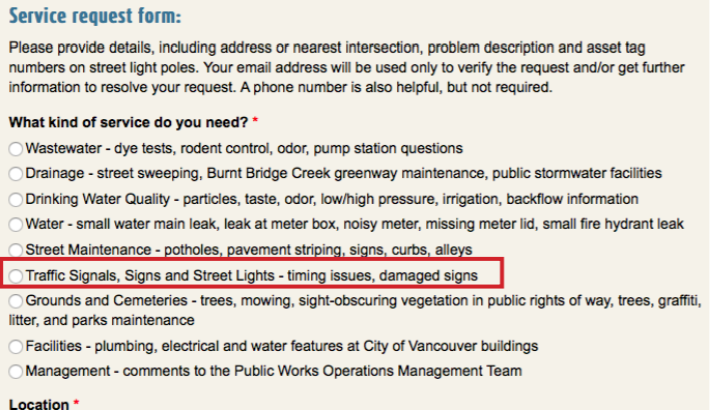 Service request form:
Please provide details, including address or nearest intersection, problem description and asset tag
numbers on street light poles. Your email address will be used only to verify the request and/or get further
information to resolve your request. A phone number is also helpful, but not required.
What kind of service do you need? *
Wastewater - dye tests, rodent control, odor, pump station questions
Drainage - street sweeping, Burnt Bridge Creek greenway maintenance, public stormwater facilities
Drinking Water Quality - particles, taste, odor, low/high pressure, irrigation, backflow information
Water - small water main leak, leak at meter box, noisy meter, missing meter lid, small fire hydrant leak
Street Maintenance - potholes, pavement striping, signs, curbs, alleys
Traffic Signals, Signs and Street Lights - timing issues, damaged signs
Grounds and Cemeteries - trees, mowing, sight-obscuring vegetation in public rights of way, trees, graffiti,
litter, and parks maintenance
Facilities - plumbing, electrical and water features at City of Vancouver buildings
Management - comments to the Public Works Operations Management Team
Location *